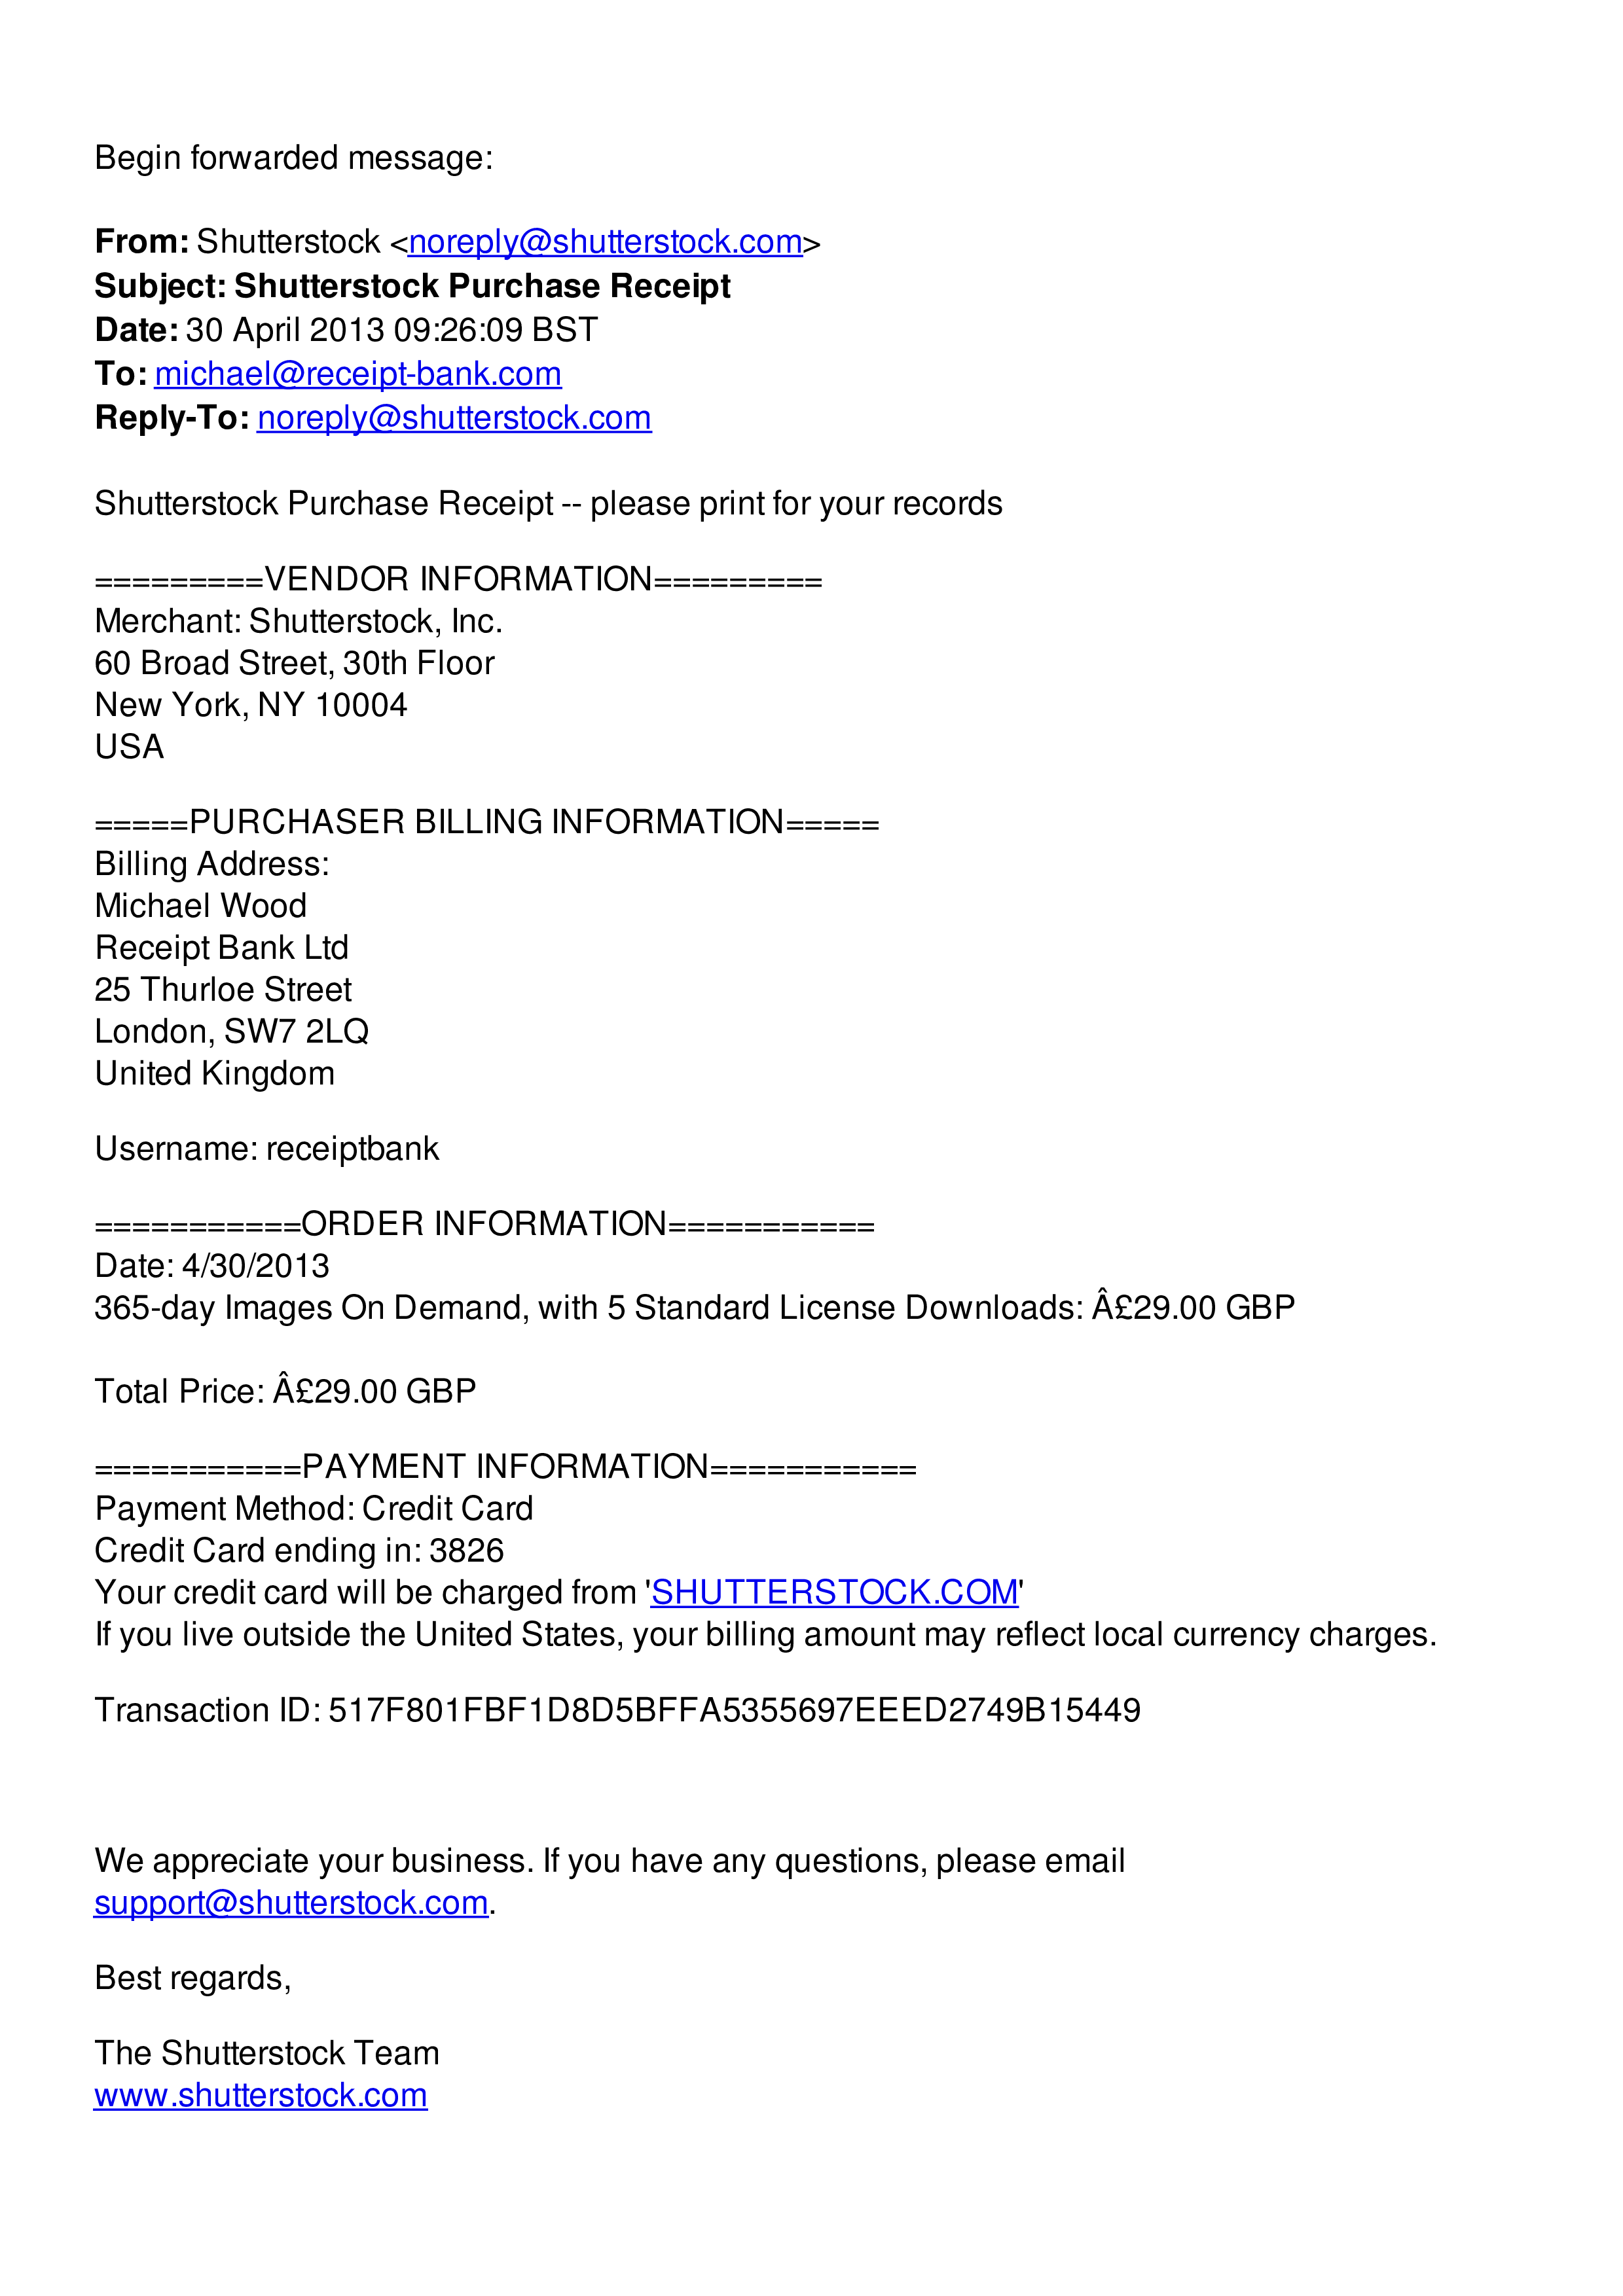 Begin forwarded message:
From: Shutterstock <noreply@shutterstock.com>
Subject: Shutterstock Purchase Receipt
Date: 30 April 2013 09:26:09 BST
To: michael@receipt-bank.com
Reply-To: noreply@shutterstock.com
Shutterstock Purchase Receipt -- please print for your records
=========VENDOR INFORMATION=========
Merchant: Shutterstock, Inc.
60 Broad Street, 30th Floor
New York, NY 10004
USA
=====PURCHASER BILLING INFORMATION=====
Billing Address:
Michael Wood
Receipt Bank Ltd
25 Thurloe Street
London, SW7 2LQ
United Kingdom
Username: receiptbank
===========ORDER INFORMATION===========
Date: 4/30/2013
365-day Images On Demand, with 5 Standard License Downloads: Â£29.00 GBP
Total Price: Â£29.00 GBP
===========PAYMENT INFORMATION===========
Payment Method: Credit Card
Credit Card ending in: 3826
Your credit card will be charged from 'SHUTTERSTOCK.COM'
If you live outside the United States, your billing amount may reflect local currency charges.
Transaction ID: 517F801FBF1D8D5BFFA5355697EEED2749B15449
We appreciate your business. If you have any questions, please email
support@shutterstock.com.
Best regards,
The Shutterstock Team
www.shutterstock.com